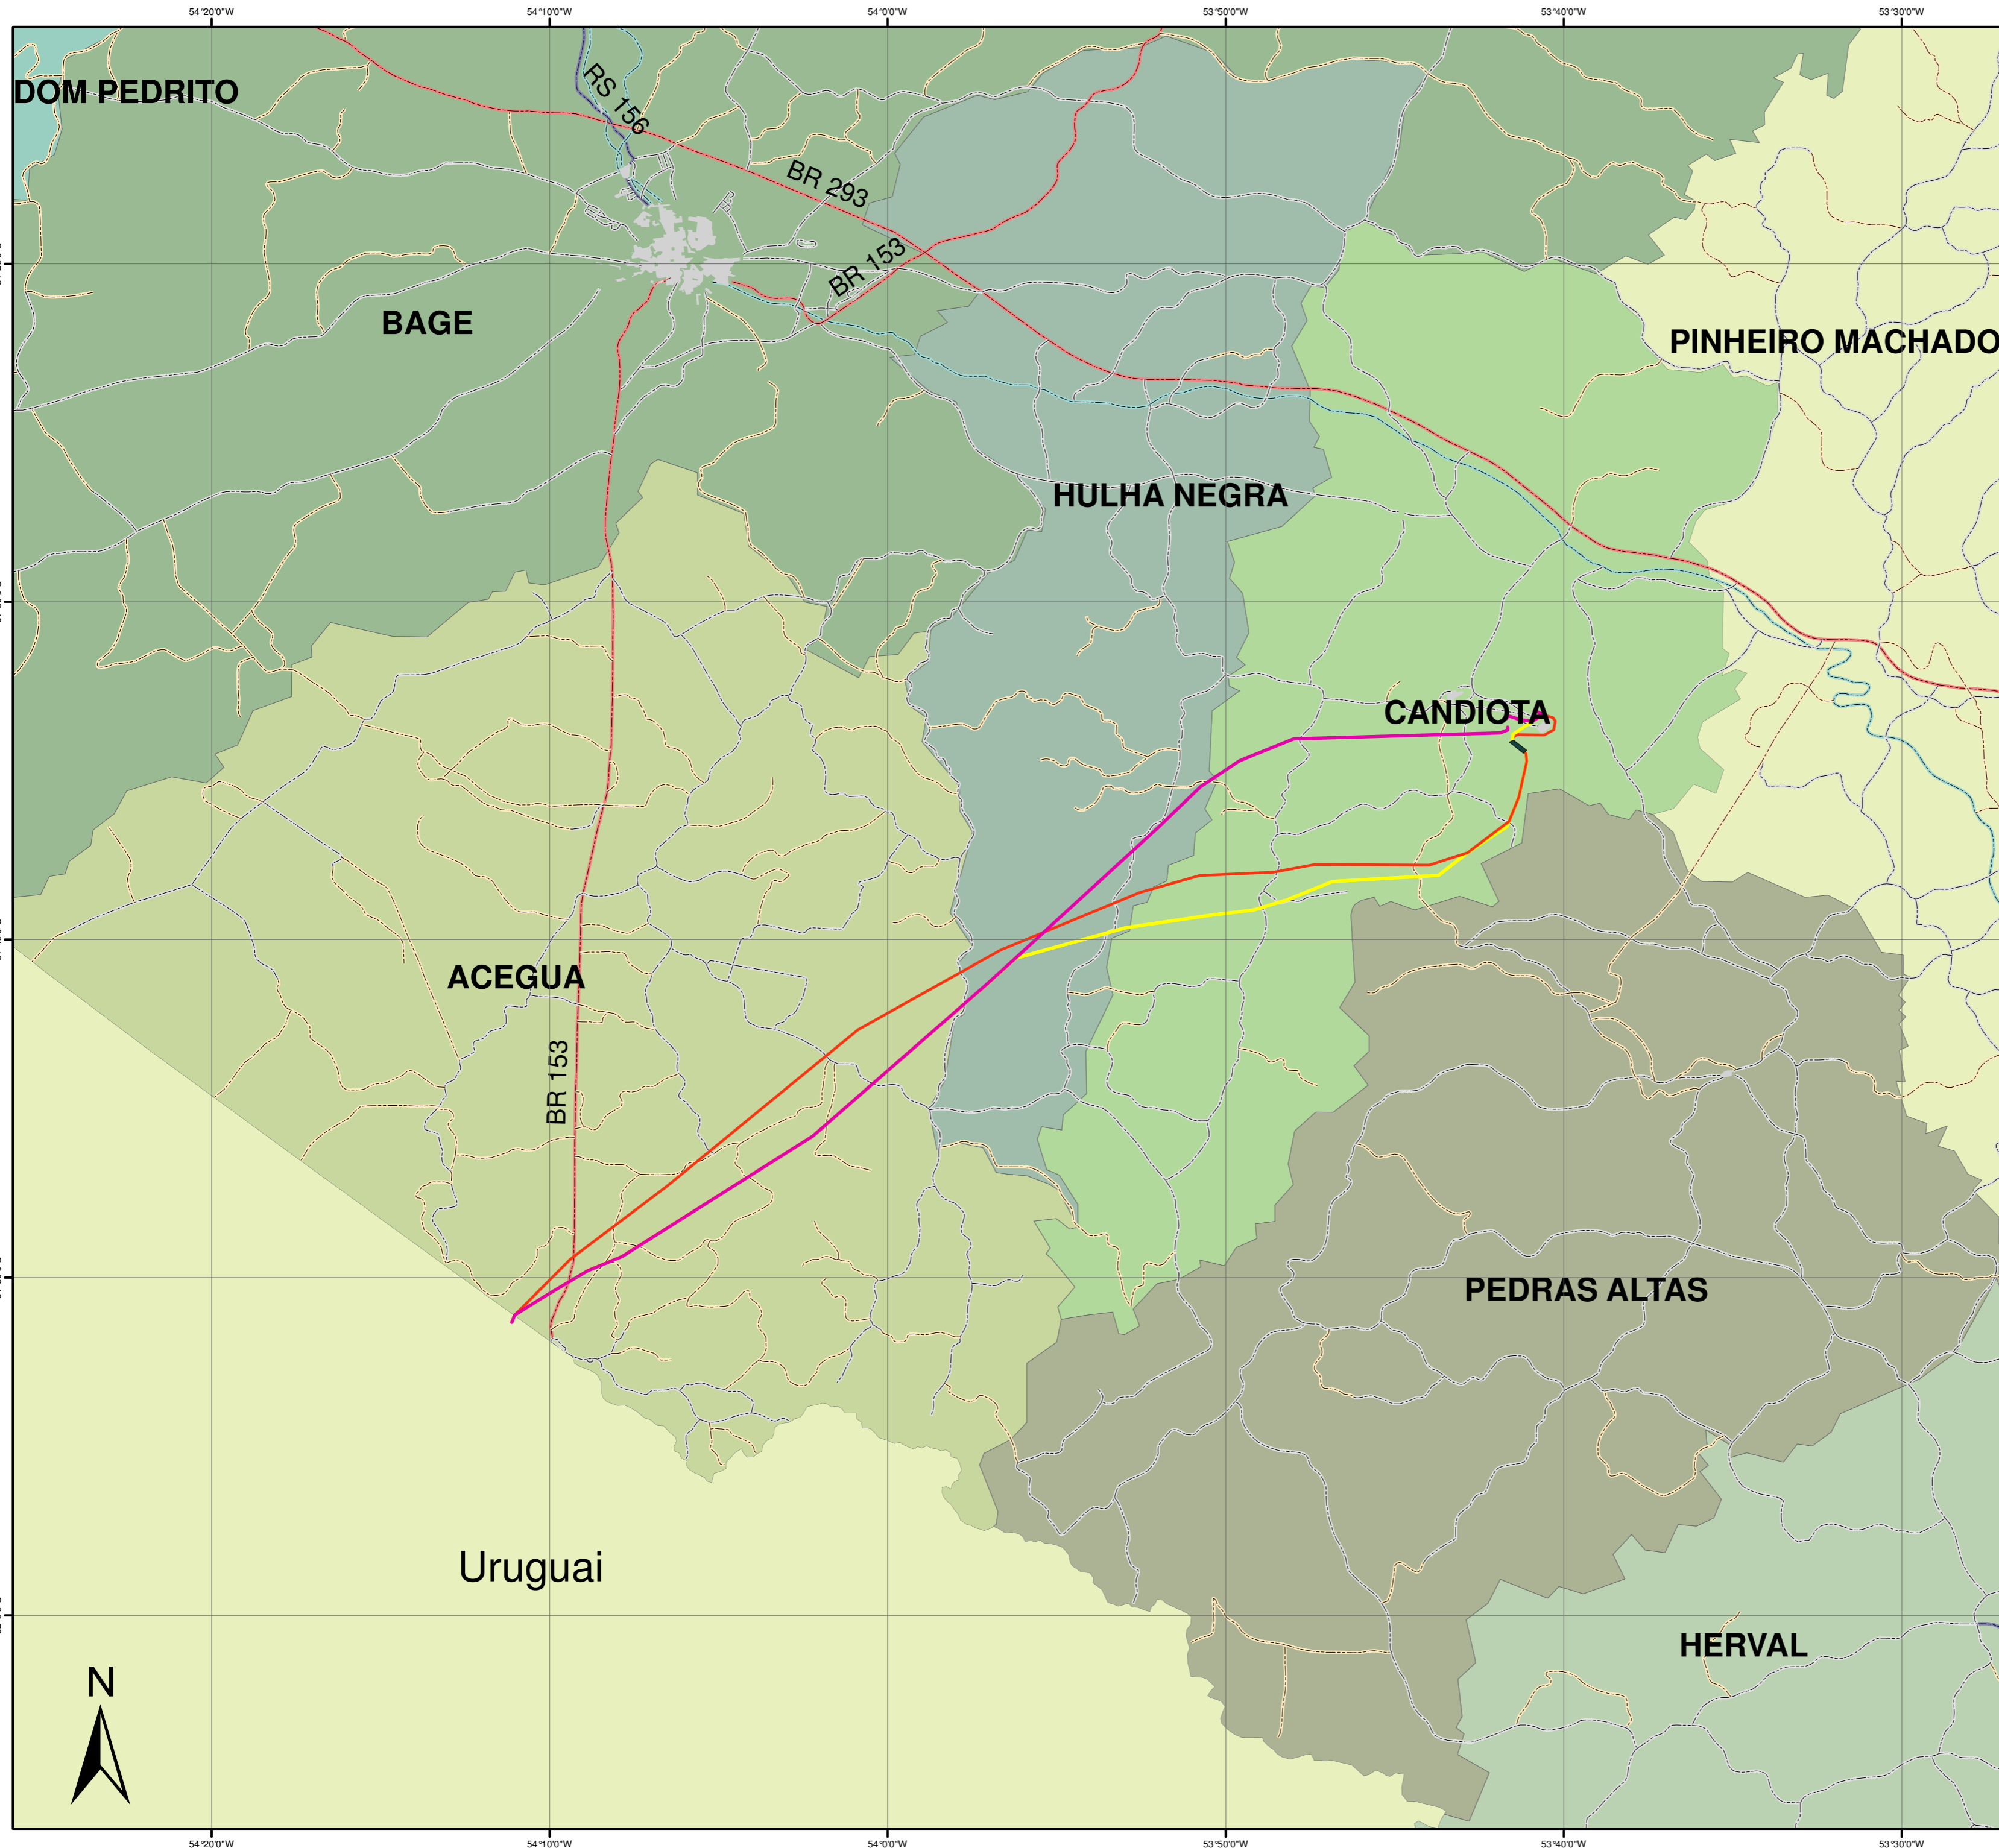 54°20'0"W 54°10'0"W 54°0'0"W 53°50'0"W 53°40'0"W 53°30'0"W
DOM PEDRITO
RS 156
BR 293
BR 153
BAGE
PINHEIRO MACHADO
HULHA NEGRA
CANDIOTA
ACEGUA
BR 153
PEDRAS ALTAS
Uruguai
HERVAL
N
54°20'0"W 54°10'0"W 54°0'0"W 53°50'0"W 53°40'0"W 53°30'0"W